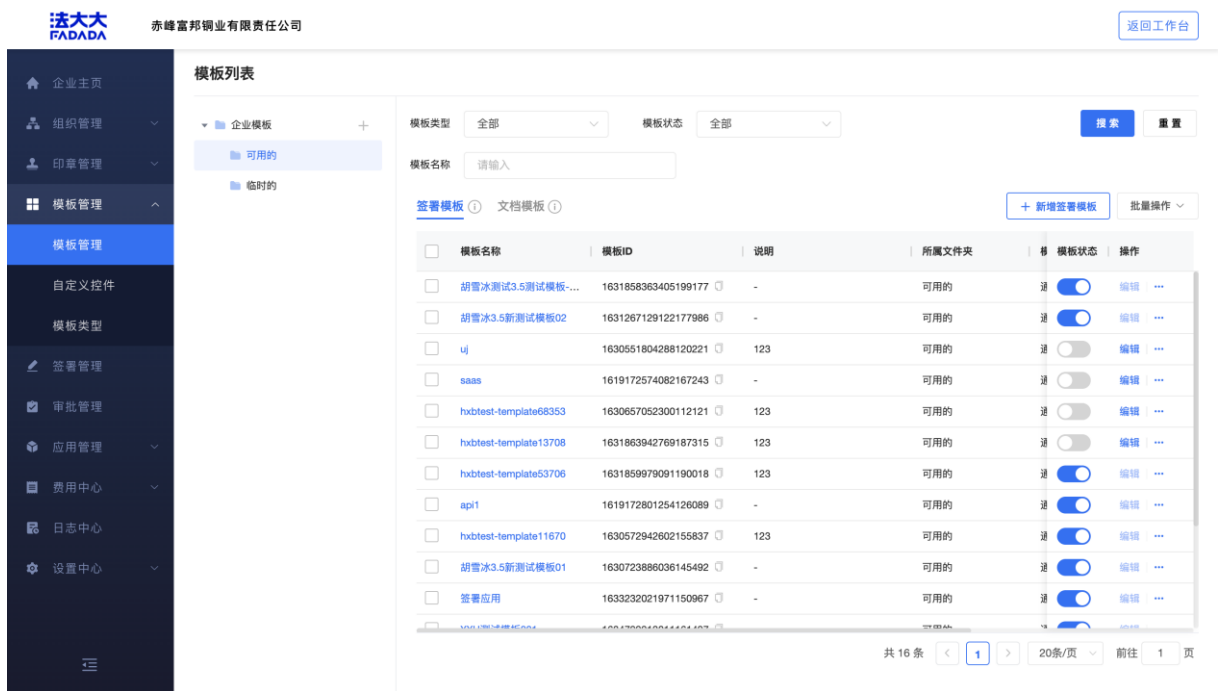 法大大
FADADA
赤峰富邦铜业有限责任公司
返回工作台
企业主页
组织管理
印章管理
模板管理
模板管理
自定义控件
模板类型
签署管理
审批管理
应用管理
费用中心
日志中心
设置中心
模板列表
企业模板
可用的
临时的
模板类型 全部 模板状态 全部 搜索 重置
模板名称 请输入
签署模板 文档模板 + 新增签署模板 批量操作
模板名称 模板ID 说明 所属文件夹 模板状态 操作
胡雪冰测试3.5测试模板-... 1631858363405199177 - 可用的 通 编辑 ...
胡雪冰3.5新测试模板02 1631267129122177986 - 可用的 通 编辑 ...
uj 1630551804288120221 123 可用的 通 编辑 ...
saas 1619172574082167243 - 可用的 通 编辑 ...
hxbtest-template68353 1630657052300112121 123 可用的 通 编辑 ...
hxbtest-template13708 1631863942769187315 123 可用的 通 编辑 ...
hxbtest-template53706 1631859979091190018 123 可用的 通 编辑 ...
api1 1619172801254126089 - 可用的 通 编辑 ...
hxbtest-template11670 1630572942602155837 123 可用的 通 编辑 ...
胡雪冰3.5新测试模板01 1630723886036145492 - 可用的 通 编辑 ...
签署应用 1633232021971150967 - 可用的 通 编辑 ...
共 16 条 < 1 > 20条/页 前往 1 页